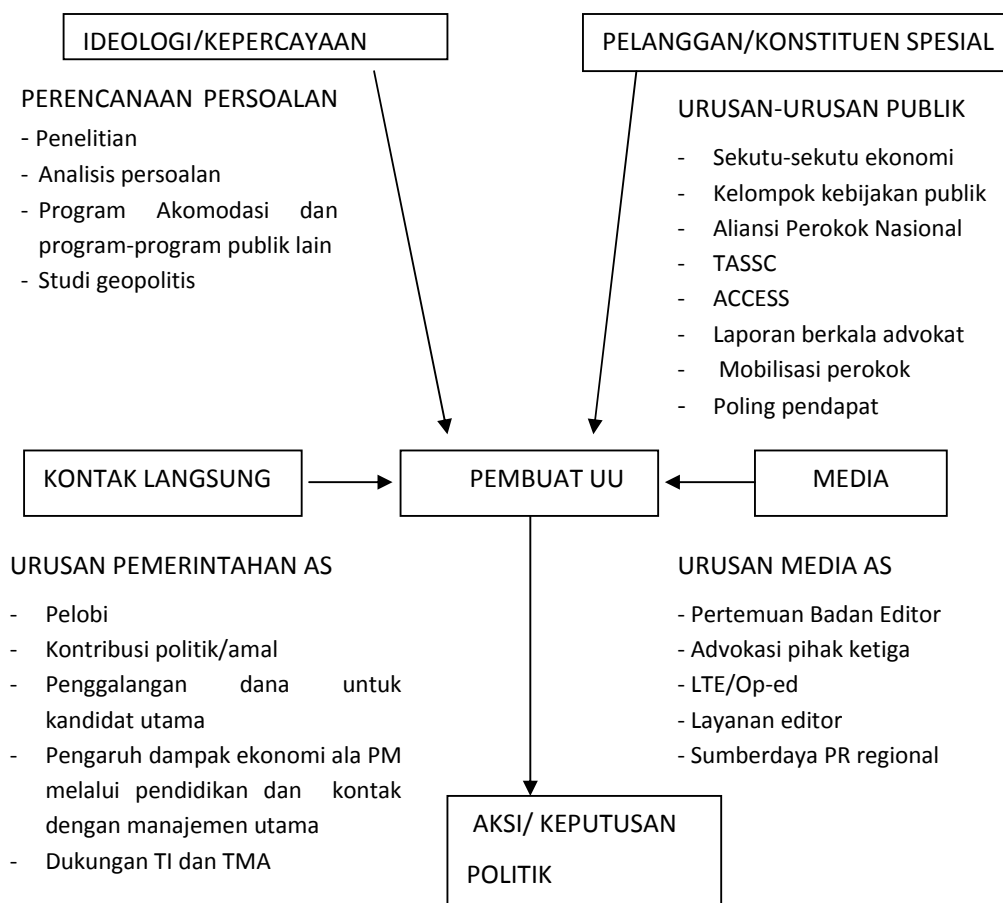 IDEOLOGI/KEPERCAYAAN
PELANGGAN/KONSTITUEN SPESIAL
PERENCANAAN PERSOALAN
- Penelitian
- Analisis persoalan
- Program Akomodasi dan
program-program publik lain
- Studi geopolitis
URUSAN-URUSAN PUBLIK
- Sekutu-sekutu ekonomi
- Kelompok kebijakan publik
- Aliansi Perokok Nasional
- TASSC
- ACCESS
- Laporan berkala advokat
- Mobilisasi perokok
- Poling pendapat
KONTAK LANGSUNG
PEMBUAT UU
MEDIA
URUSAN PEMERINTAHAN AS
- Pelobi
- Kontribusi politik/amal
- Penggalangan dana untuk
kandidat utama
- Pengaruh dampak ekonomi ala PM
melalui pendidikan dan kontak
dengan manajemen utama
- Dukungan TI dan TMA
URUSAN MEDIA AS
- Pertemuan Badan Editor
- Advokasi pihak ketiga
- LTE/Op-ed
- Layanan editor
- Sumberdaya PR regional
AKSI/ KEPUTUSAN
POLITIK